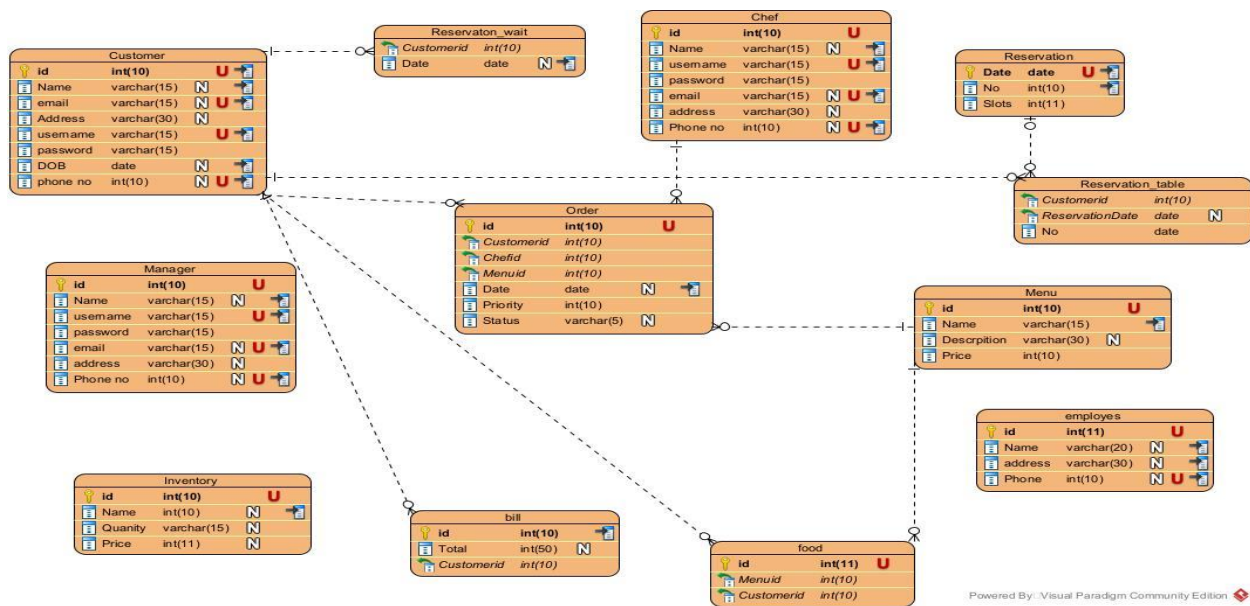 Customer
id int(10) U
Name varchar(15) N
email varchar(15) N U
Address varchar(30) N
username varchar(15) U
password varchar(15)
DOB date N
phone no int(10) N U
Reservaton_wait
Customerid int(10)
Date date N
Chef
id int(10) U
Name varchar(15) N
username varchar(15) U
password varchar(15)
email varchar(15) N U
address varchar(30) N
Phone no int(10) N U
Reservation
Date date U
No int(10)
Slots int(11)
Reservation_table
Customerid int(10)
ReservationDate date N
No date
Order
id int(10) U
Customerid int(10)
Chefid int(10)
Menuid int(10)
Date date N
Priority int(10)
Status varchar(5) N
Manager
id int(10) U
Name varchar(15) N
username varchar(15) U
password varchar(15)
email varchar(15) N U
address varchar(30) N
Phone no int(10) N U
Menu
id int(10) U
Name varchar(15)
Descrpition varchar(30) N
Price int(10)
employes
id int(11) U
Name varchar(20) N
address varchar(30) N
Phone int(10) N U
Inventory
id int(10) U
Name int(10) N
Quanity varchar(15) N
Price int(11) N
bill
id int(10)
Total int(50) N
Customerid int(10)
food
id int(11) U
Menuid int(10)
Customerid int(10)
Powered By: Visual Paradigm Community Edition